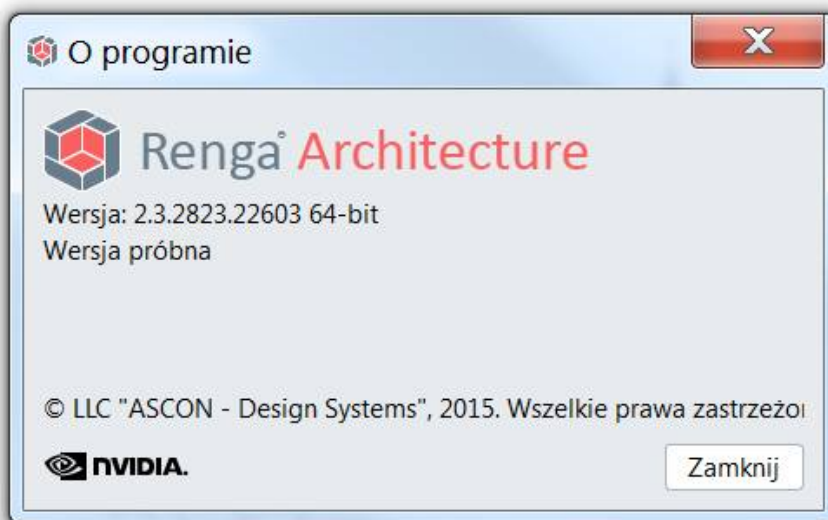 O programie
Renga® Architecture
Wersja: 2.3.2823.22603 64-bit
Wersja próbna
© LLC "ASCON - Design Systems", 2015. Wszelkie prawa
NVIDIA.
Zamknij